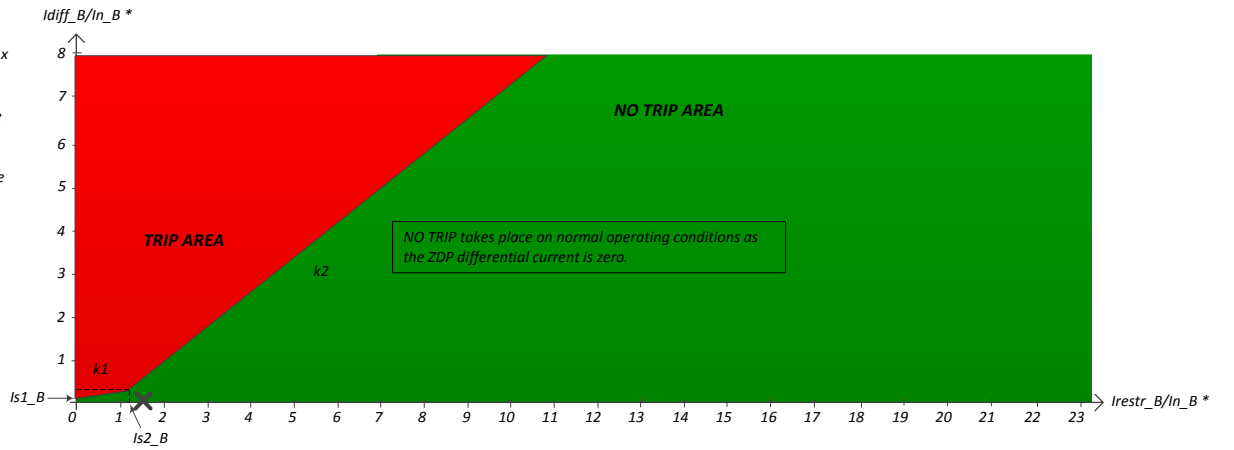 Idiff_B/In_B *
x
8
7
6
e
5
TRIP AREA
NO TRIP AREA
4
NO TRIP takes place on normal operating conditions as
the ZDP differential current is zero.
3
k2
2
1
k1
Is1_B
0 1 2 3 4 5 6 7 8 9 10 11 12 13 14 15 16 17 18 19 20 21 22 23
Irestr_B/In_B *
Is2_B